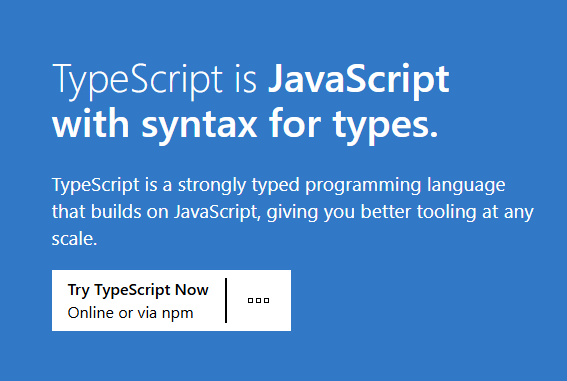 TypeScript is JavaScript
with syntax for types.
TypeScript is a strongly typed programming language
that builds on JavaScript, giving you better tooling at any
scale.
Try TypeScript Now
Online or via npm